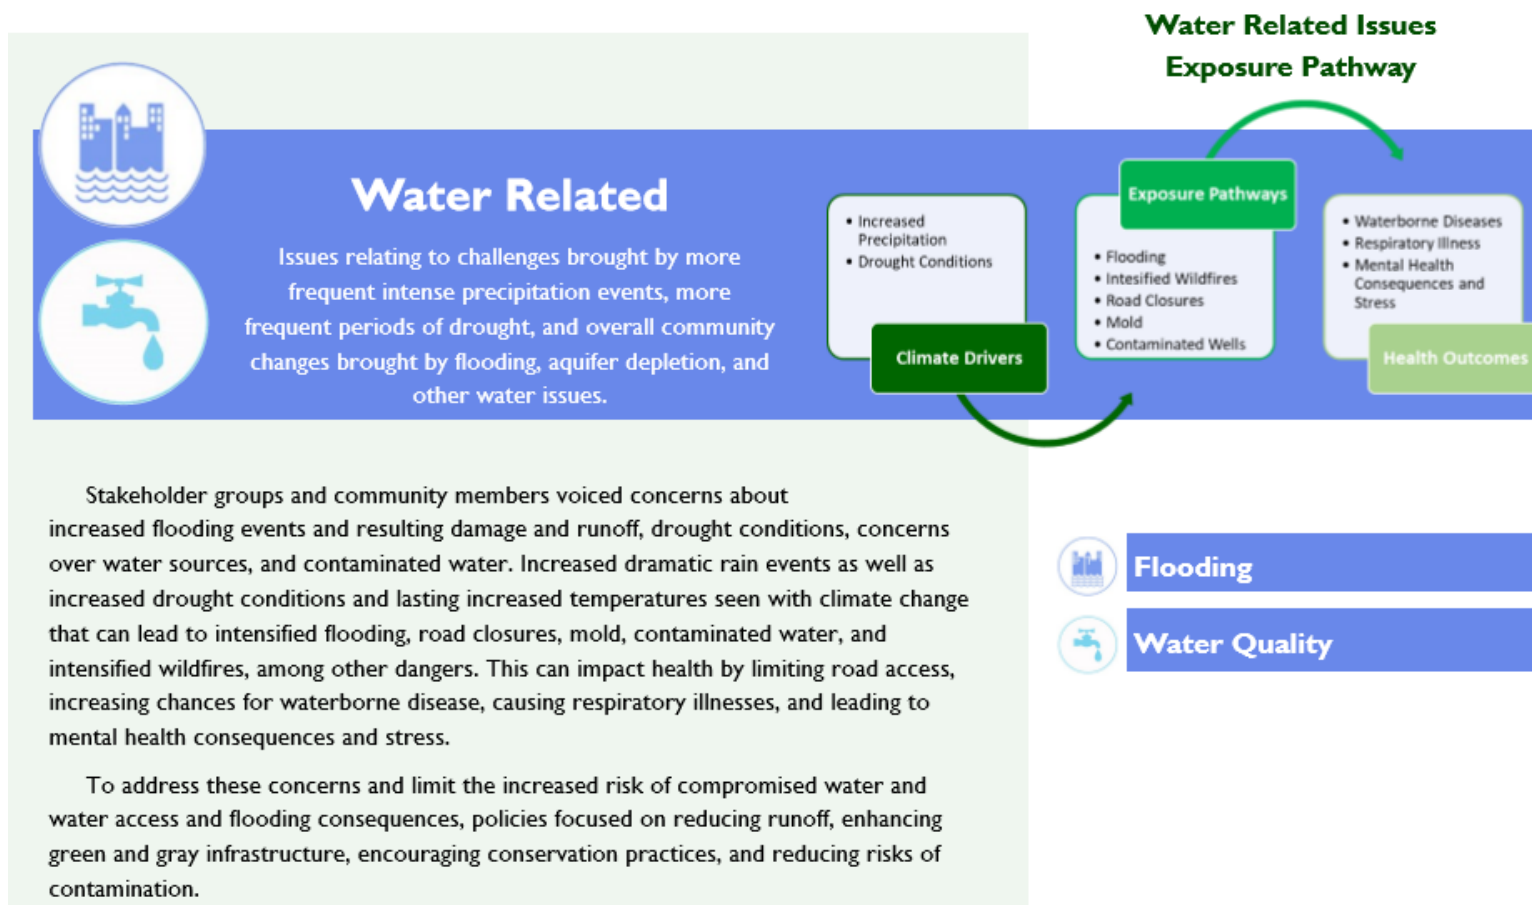 Water Related Issues
Exposure Pathway
Water Related
Issues relating to challenges brought by more
frequent intense precipitation events, more
frequent periods of drought, and overall community
changes brought by flooding, aquifer depletion, and
other water issues.
• Increased
Precipitation
• Drought Conditions
Climate Drivers
Exposure Pathways
• Flooding
• Intesified Wildfires
• Road Closures
• Mold
• Contaminated Wells
• Waterborne Diseases
• Respiratory Illness
• Mental Health
Consequences and
Stress
Health Outcomes
Stakeholder groups and community members voiced concerns about
increased flooding events and resulting damage and runoff, drought conditions, concerns
over water sources, and contaminated water. Increased dramatic rain events as well as
increased drought conditions and lasting increased temperatures seen with climate change
that can lead to intensified flooding, road closures, mold, contaminated water, and
intensified wildfires, among other dangers. This can impact health by limiting road access,
increasing chances for waterborne disease, causing respiratory illnesses, and leading to
mental health consequences and stress.
To address these concerns and limit the increased risk of compromised water and
water access and flooding consequences, policies focused on reducing runoff, enhancing
green and gray infrastructure, encouraging conservation practices, and reducing risks of
contamination.
Flooding
Water Quality